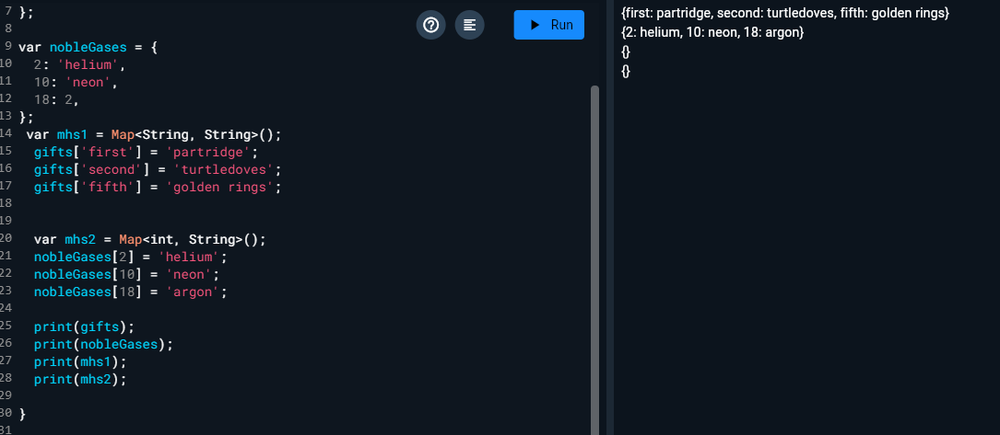 7 };
8
9 var nobleGases = {
10   2: 'helium',
11   10: 'neon',
12   18: 2,
13 };
14  var mhs1 = Map<String, String>();
15   gifts['first'] = 'partridge';
16   gifts['second'] = 'turtledoves';
17   gifts['fifth'] = 'golden rings';
18
19
20   var mhs2 = Map<int, String>();
21   nobleGases[2] = 'helium';
22   nobleGases[10] = 'neon';
23   nobleGases[18] = 'argon';
24
25   print(gifts);
26   print(nobleGases);
27   print(mhs1);
28   print(mhs2);
29
30 }
31
Run
{first: partridge, second: turtledoves, fifth: golden rings}
{2: helium, 10: neon, 18: argon}
{}
{}